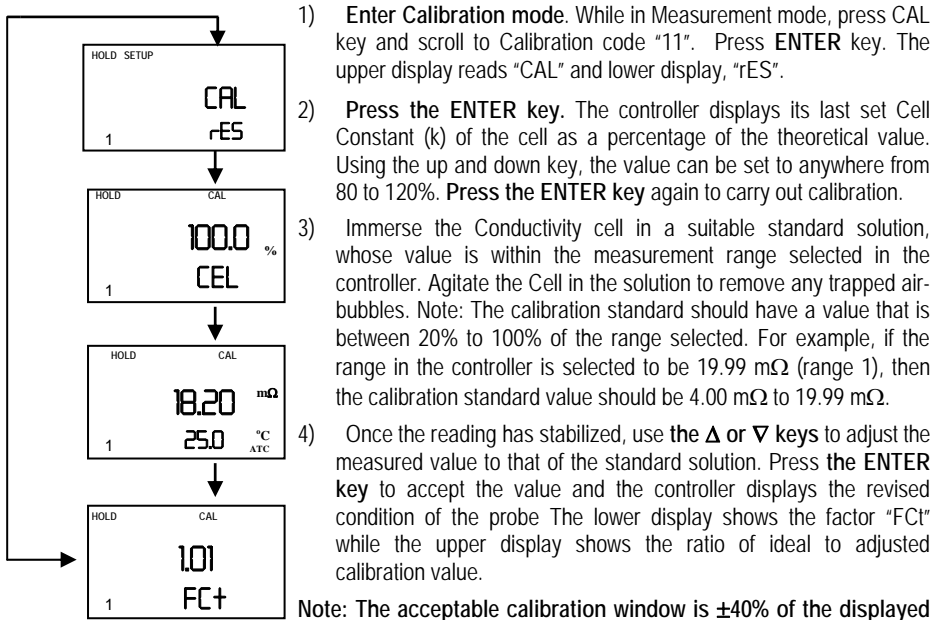 HOLD SETUP
CAL
rES
1
HOLD CAL
100.0 %
CEL
1
HOLD CAL
18.20 mΩ
25.0 °C
ATC
1
HOLD CAL
1.01
FCt
1
1) Enter Calibration mode. While in Measurement mode, press CAL
key and scroll to Calibration code “11”. Press ENTER key. The
upper display reads “CAL” and lower display, “rES”.
2) Press the ENTER key. The controller displays its last set Cell
Constant (k) of the cell as a percentage of the theoretical value.
Using the up and down key, the value can be set to anywhere from
80 to 120%. Press the ENTER key again to carry out calibration.
3) Immerse the Conductivity cell in a suitable standard solution,
whose value is within the measurement range selected in the
controller. Agitate the Cell in the solution to remove any trapped air-
bubbles. Note: The calibration standard should have a value that is
between 20% to 100% of the range selected. For example, if the
range in the controller is selected to be 19.99 mΩ (range 1), then
the calibration standard value should be 4.00 mΩ to 19.99 mΩ.
4) Once the reading has stabilized, use the Δ or ∇ keys to adjust the
measured value to that of the standard solution. Press the ENTER
key to accept the value and the controller displays the revised
condition of the probe The lower display shows the factor “FCt”
while the upper display shows the ratio of ideal to adjusted
calibration value.
Note: The acceptable calibration window is ±40% of the displayed